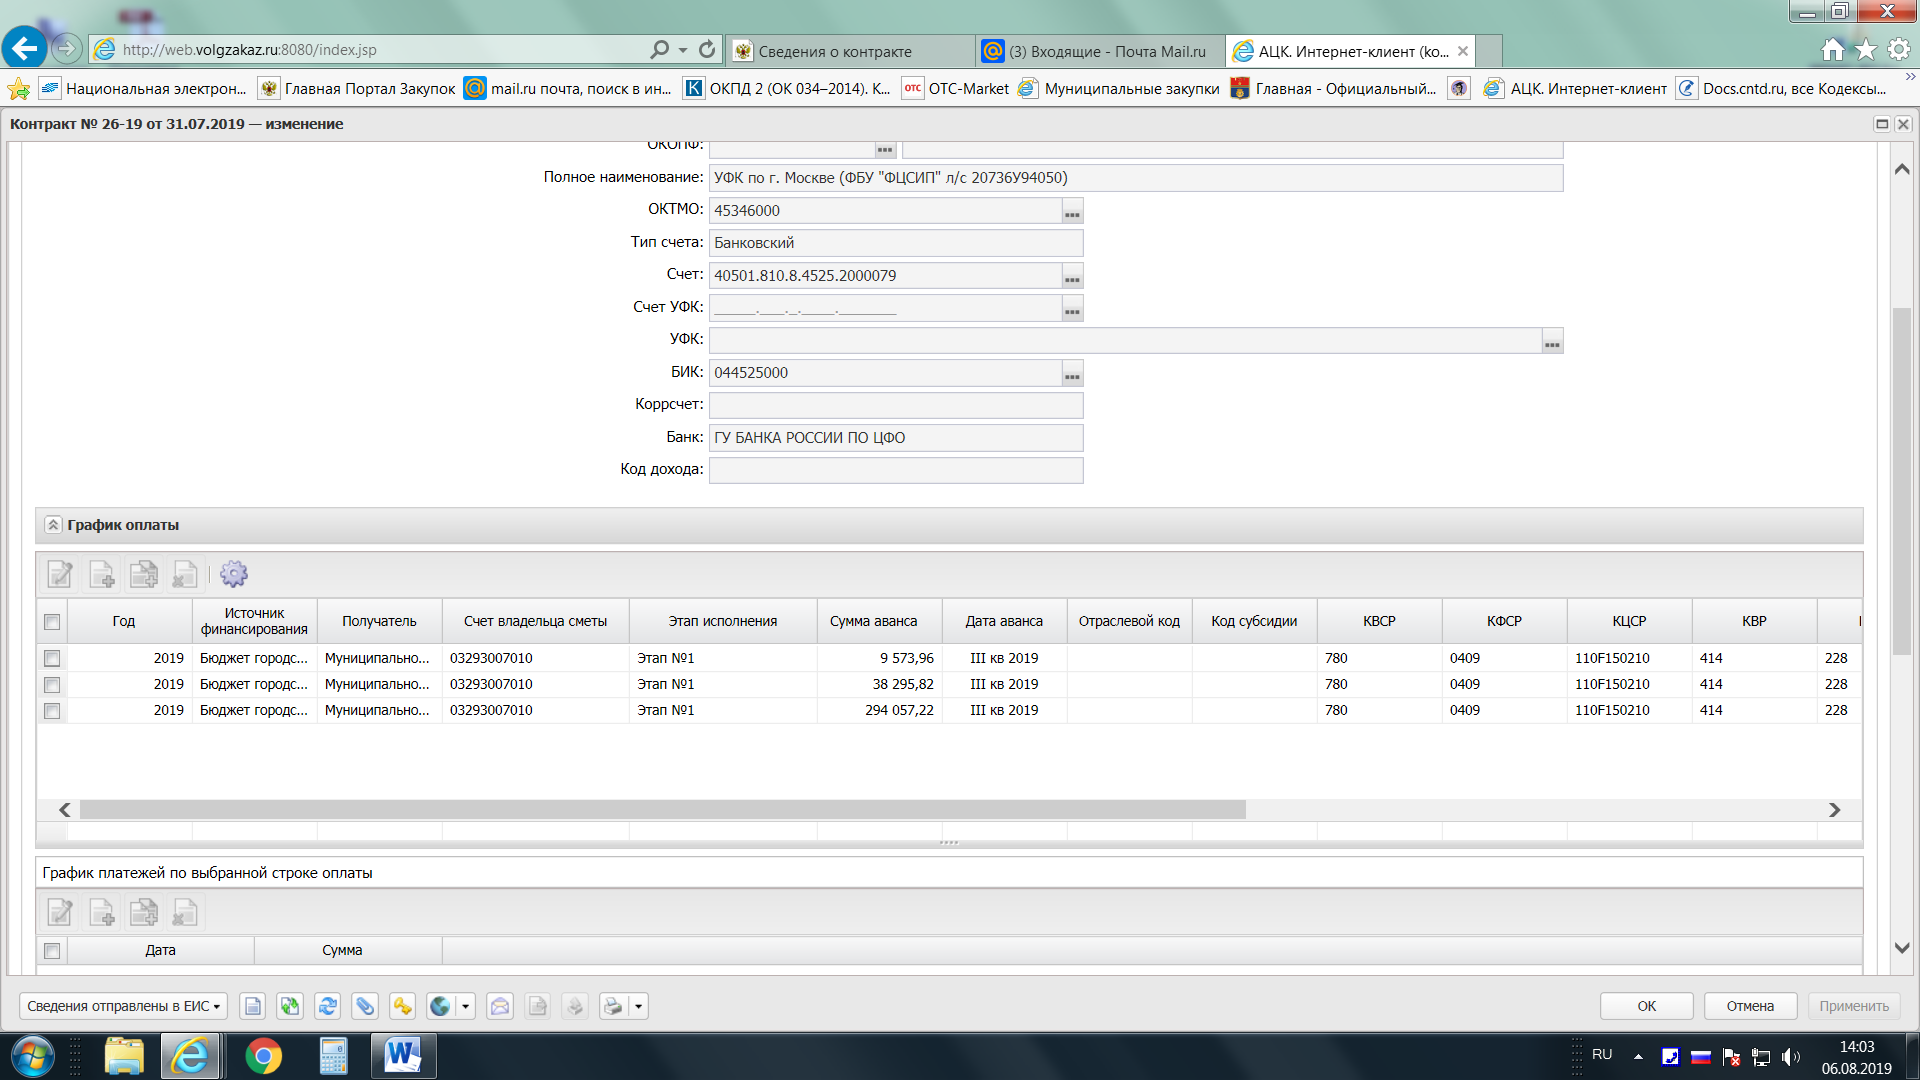 http://web.volgzakaz.ru:8080/index.jsp
Сведения о контракте
(3) Входящие - Почта Mail.ru
АЦК. Интернет-клиент (ко...
Национальная электрон...
Главная Портал Закупок
mail.ru почта, поиск в ин...
ОКПД 2 (ОК 034–2014). К...
ОТС-Market
Муниципальные закупки
Главная - Официальный...
АЦК. Интернет-клиент
Docs.cntd.ru, все Кодексы...
Контракт № 26-19 от 31.07.2019 — изменение
ОКОПФ:
Полное наименование: УФК по г. Москве (ФБУ "ФЦСИП" л/с 20736У94050)
ОКТМО: 45346000
Тип счета: Банковский
Счет: 40501.810.8.4525.2000079
Счет УФК: _____.___._.____._______
УФК:
БИК: 044525000
Коррсчет:
Банк: ГУ БАНКА РОССИИ ПО ЦФО
Код дохода:
График оплаты
Год Источник финансирования Получатель Счет владельца сметы Этап исполнения Сумма аванса Дата аванса Отраслевой код Код субсидии КВСР КФСР КЦСР КВР
2019 Бюджет городс... Муниципально... 03293007010 Этап №1 9 573,96 III кв 2019 780 0409 110F150210 414 228
2019 Бюджет городс... Муниципально... 03293007010 Этап №1 38 295,82 III кв 2019 780 0409 110F150210 414 228
2019 Бюджет городс... Муниципально... 03293007010 Этап №1 294 057,22 III кв 2019 780 0409 110F150210 414 228
График платежей по выбранной строке оплаты
Дата Сумма
Сведения отправлены в ЕИС
ОК Отмена Применить
RU
14:03
06.08.2019